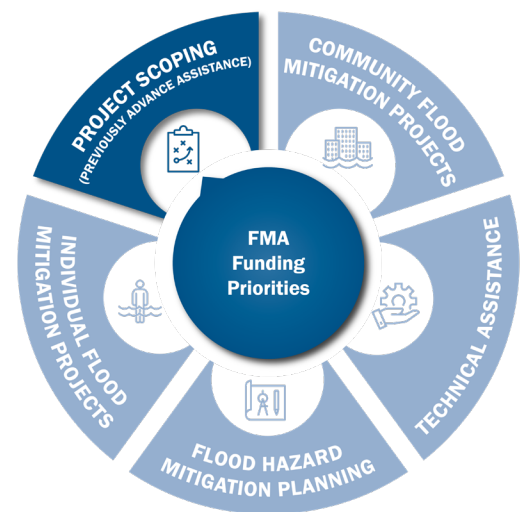 PROJECT SCOPING
(PREVIOUSLY ADVANCE ASSISTANCE)
COMMUNITY FLOOD
MITIGATION PROJECTS
TECHNICAL ASSISTANCE
FLOOD HAZARD
MITIGATION PLANNING
INDIVIDUAL FLOOD
MITIGATION PROJECTS
FMA
Funding
Priorities